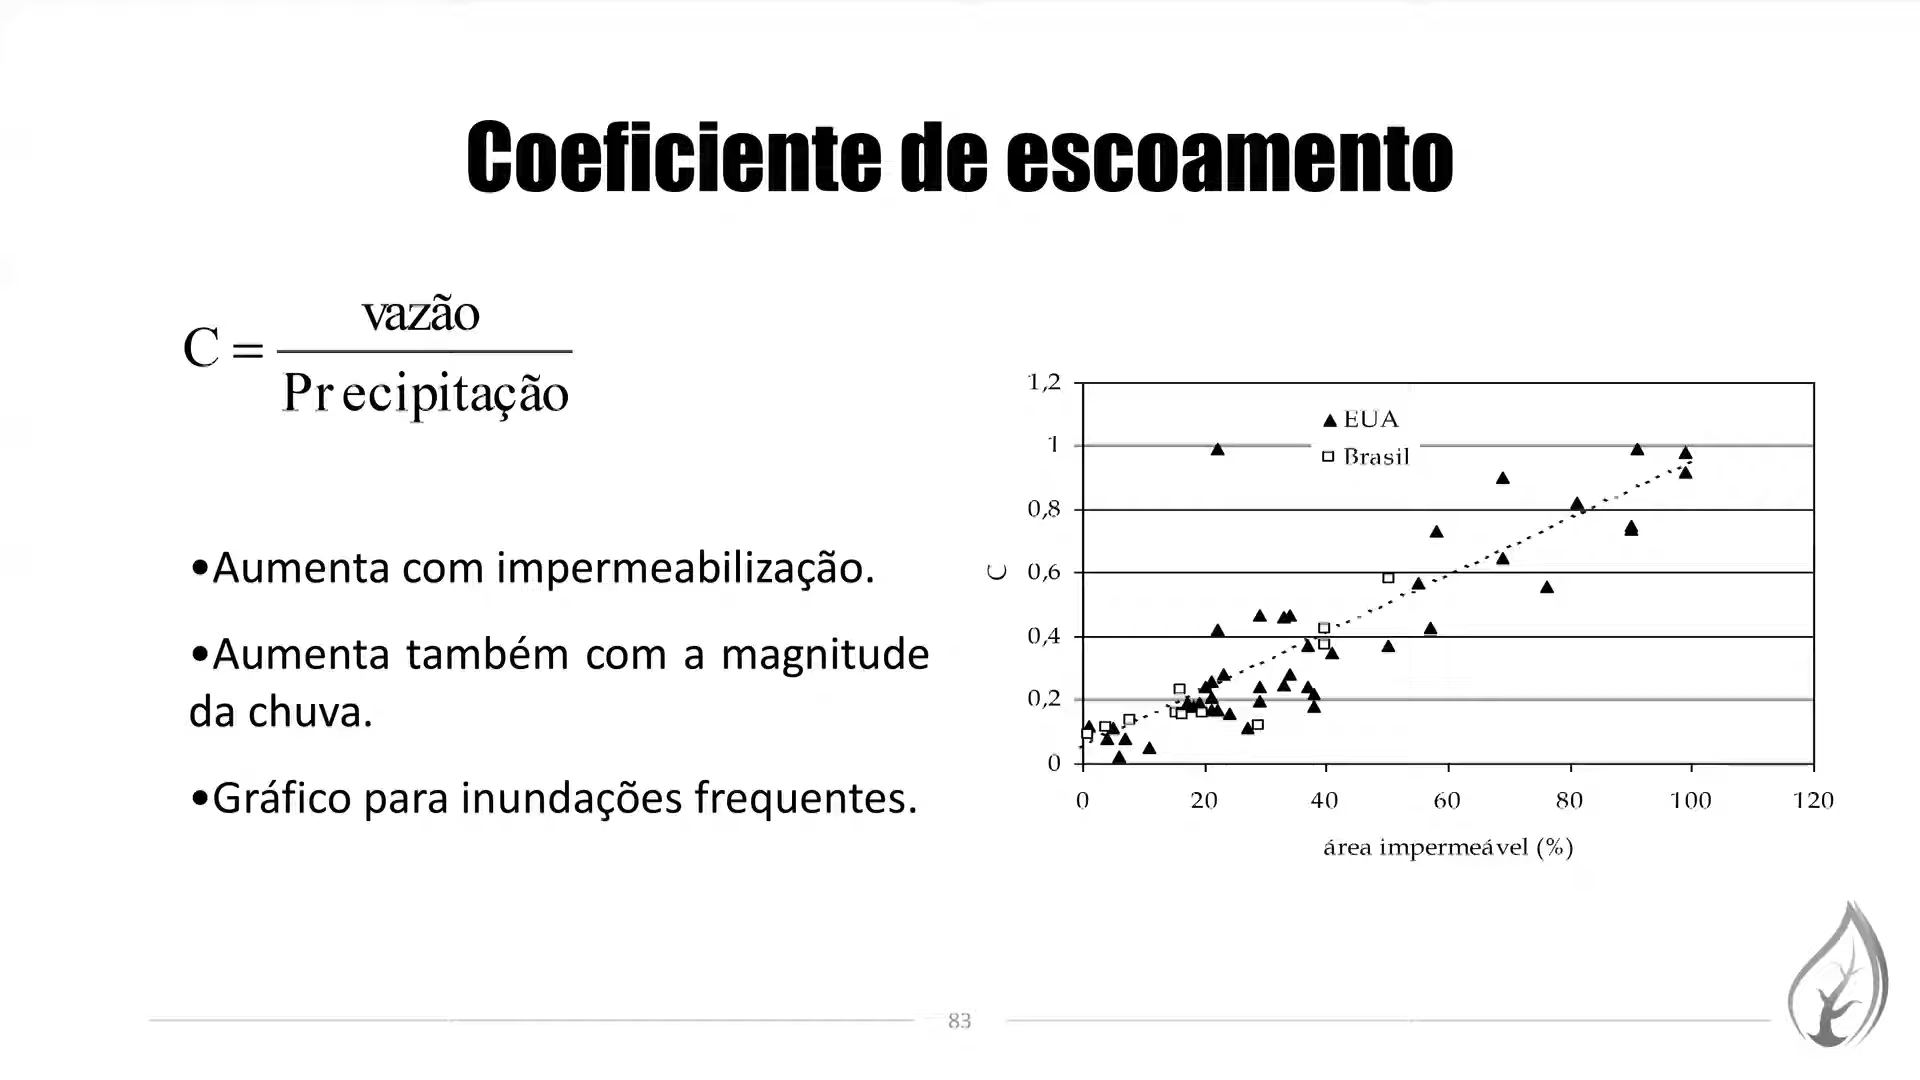 Coeficiente de escoamento
C = vazão
Precipitação
•Aumenta com impermeabilização.
•Aumenta também com a magnitude
da chuva.
•Gráfico para inundações frequentes.
1,2
1
0,8
0,6
0,4
0,2
0
C
EUA
Brasil
0 20 40 60 80 100 120
área impermeável (%)
83